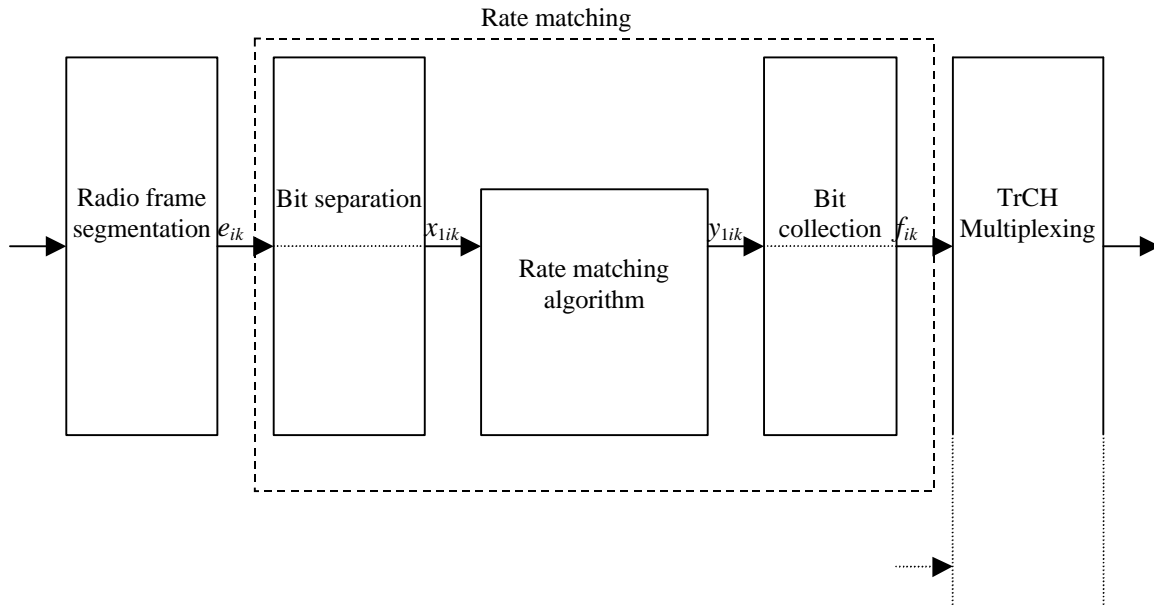 Rate matching
Radio frame
segmentation
e_ik
Bit separation
x_1ik
Rate matching
algorithm
y_1ik
Bit
collection
f_ik
TrCH
Multiplexing